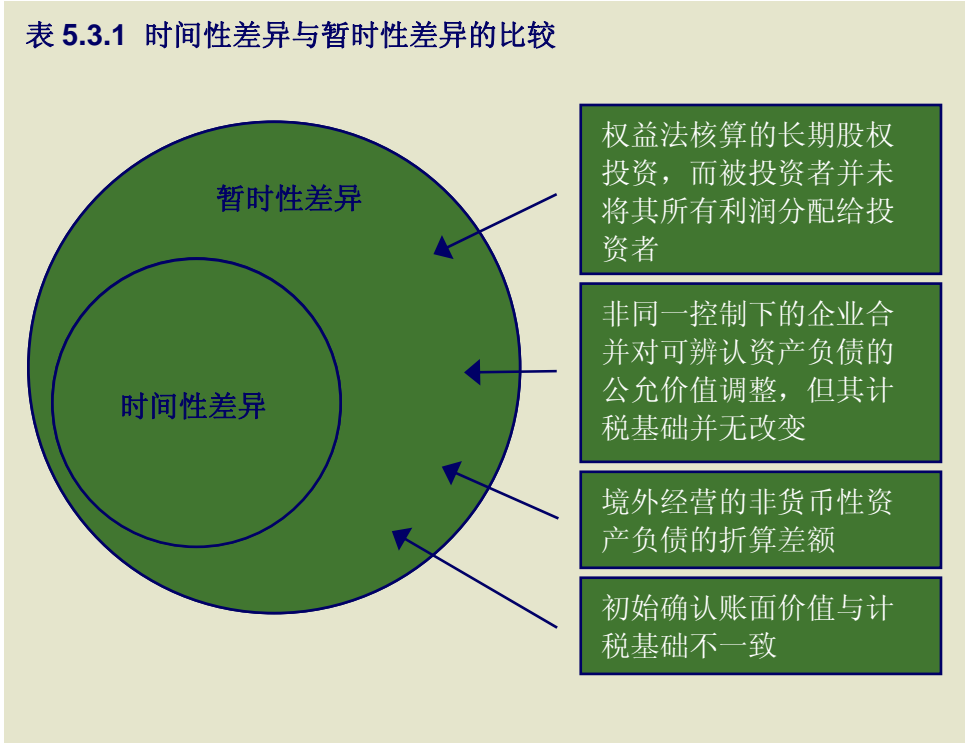 表 5.3.1 时间性差异与暂时性差异的比较
暂时性差异
时间性差异
权益法核算的长期股权
投资，而被投资者并未
将其所有利润分配给投
资者
非同一控制下的企业合
并对可辨认资产负债的
公允价值调整，但其计
税基础并无改变
境外经营的非货币性资
产负债的折算差额
初始确认账面价值与计
税基础不一致